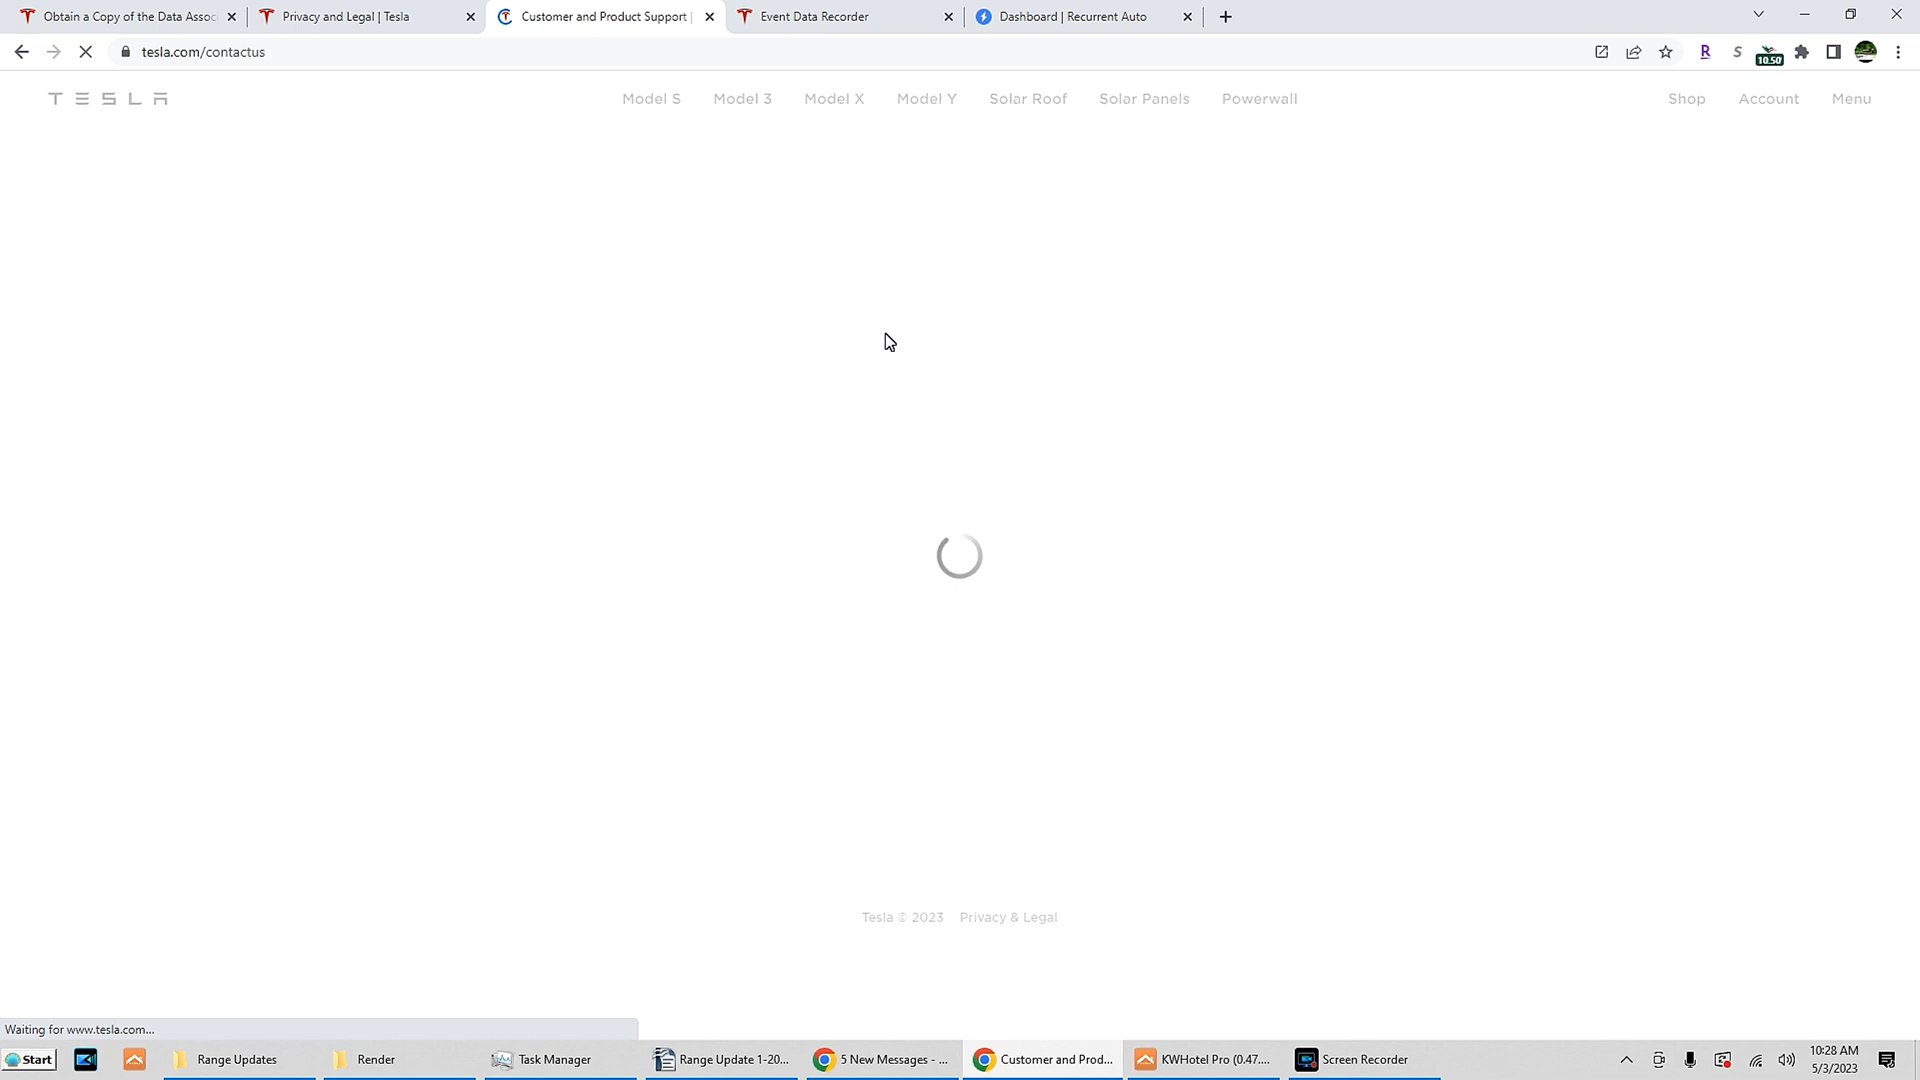 Obtain a Copy of the Data Assoc
Privacy and Legal | Tesla
Customer and Product Support |
Event Data Recorder
Dashboard | Recurrent Auto
tesla.com/contactus
R
S
10.50
TESLA
Model S
Model 3
Model X
Model Y
Solar Roof
Solar Panels
Powerwall
Shop
Account
Menu
Tesla © 2023
Privacy & Legal
Waiting for www.tesla.com...
Start
Range Updates
Render
Task Manager
Range Update 1-20...
5 New Messages - ...
Customer and Prod...
KWHotel Pro (0.47....
Screen Recorder
10:28 AM
5/3/2023